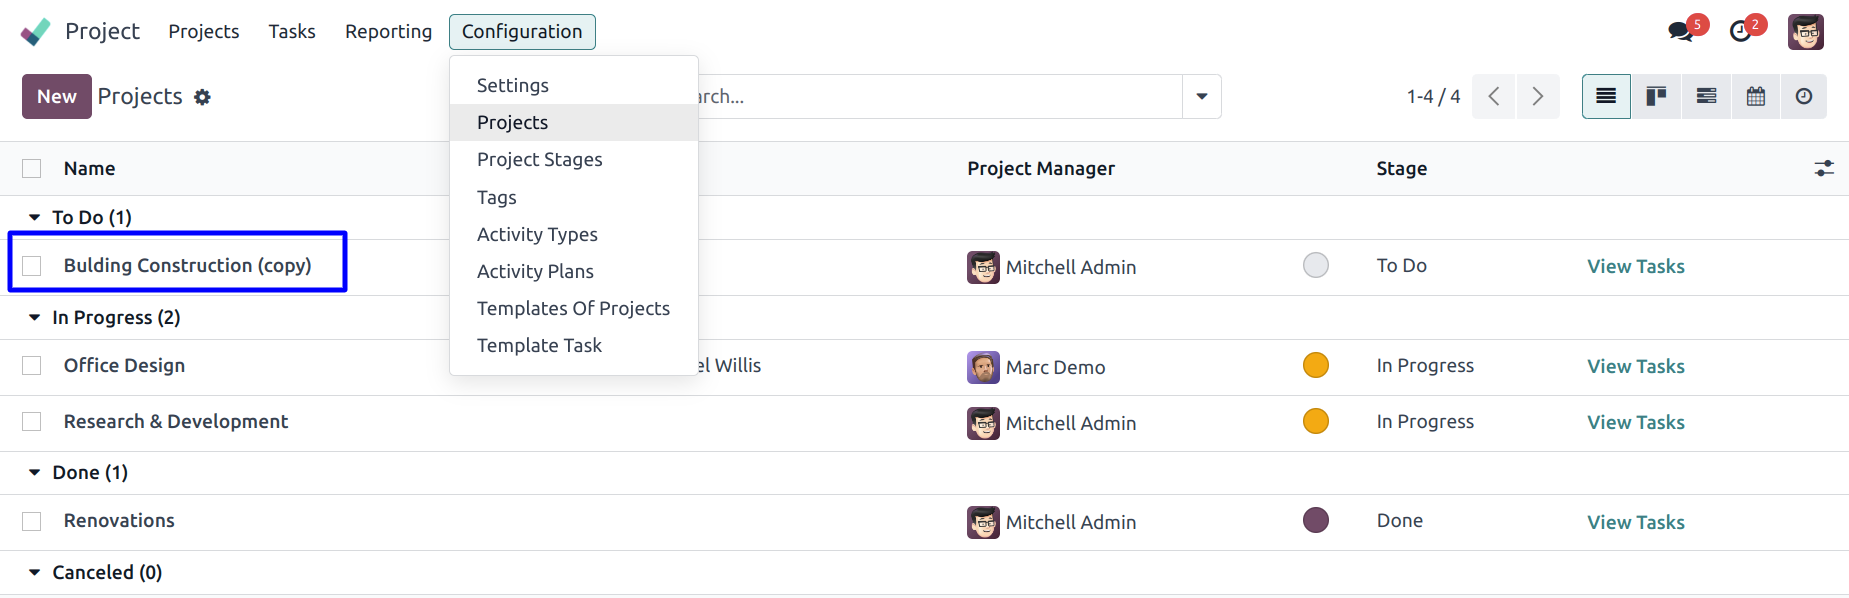 Project Projects Tasks Reporting Configuration 5 2
New Projects arch... 1-4 / 4
Settings
Projects
Project Stages
Tags
Activity Types
Activity Plans
Templates Of Projects
Template Task
Name Project Manager Stage
To Do (1)
Bulding Construction (copy) Mitchell Admin To Do View Tasks
In Progress (2)
Office Design el Willis Marc Demo In Progress View Tasks
Research & Development Mitchell Admin In Progress View Tasks
Done (1)
Renovations Mitchell Admin Done View Tasks
Canceled (0)